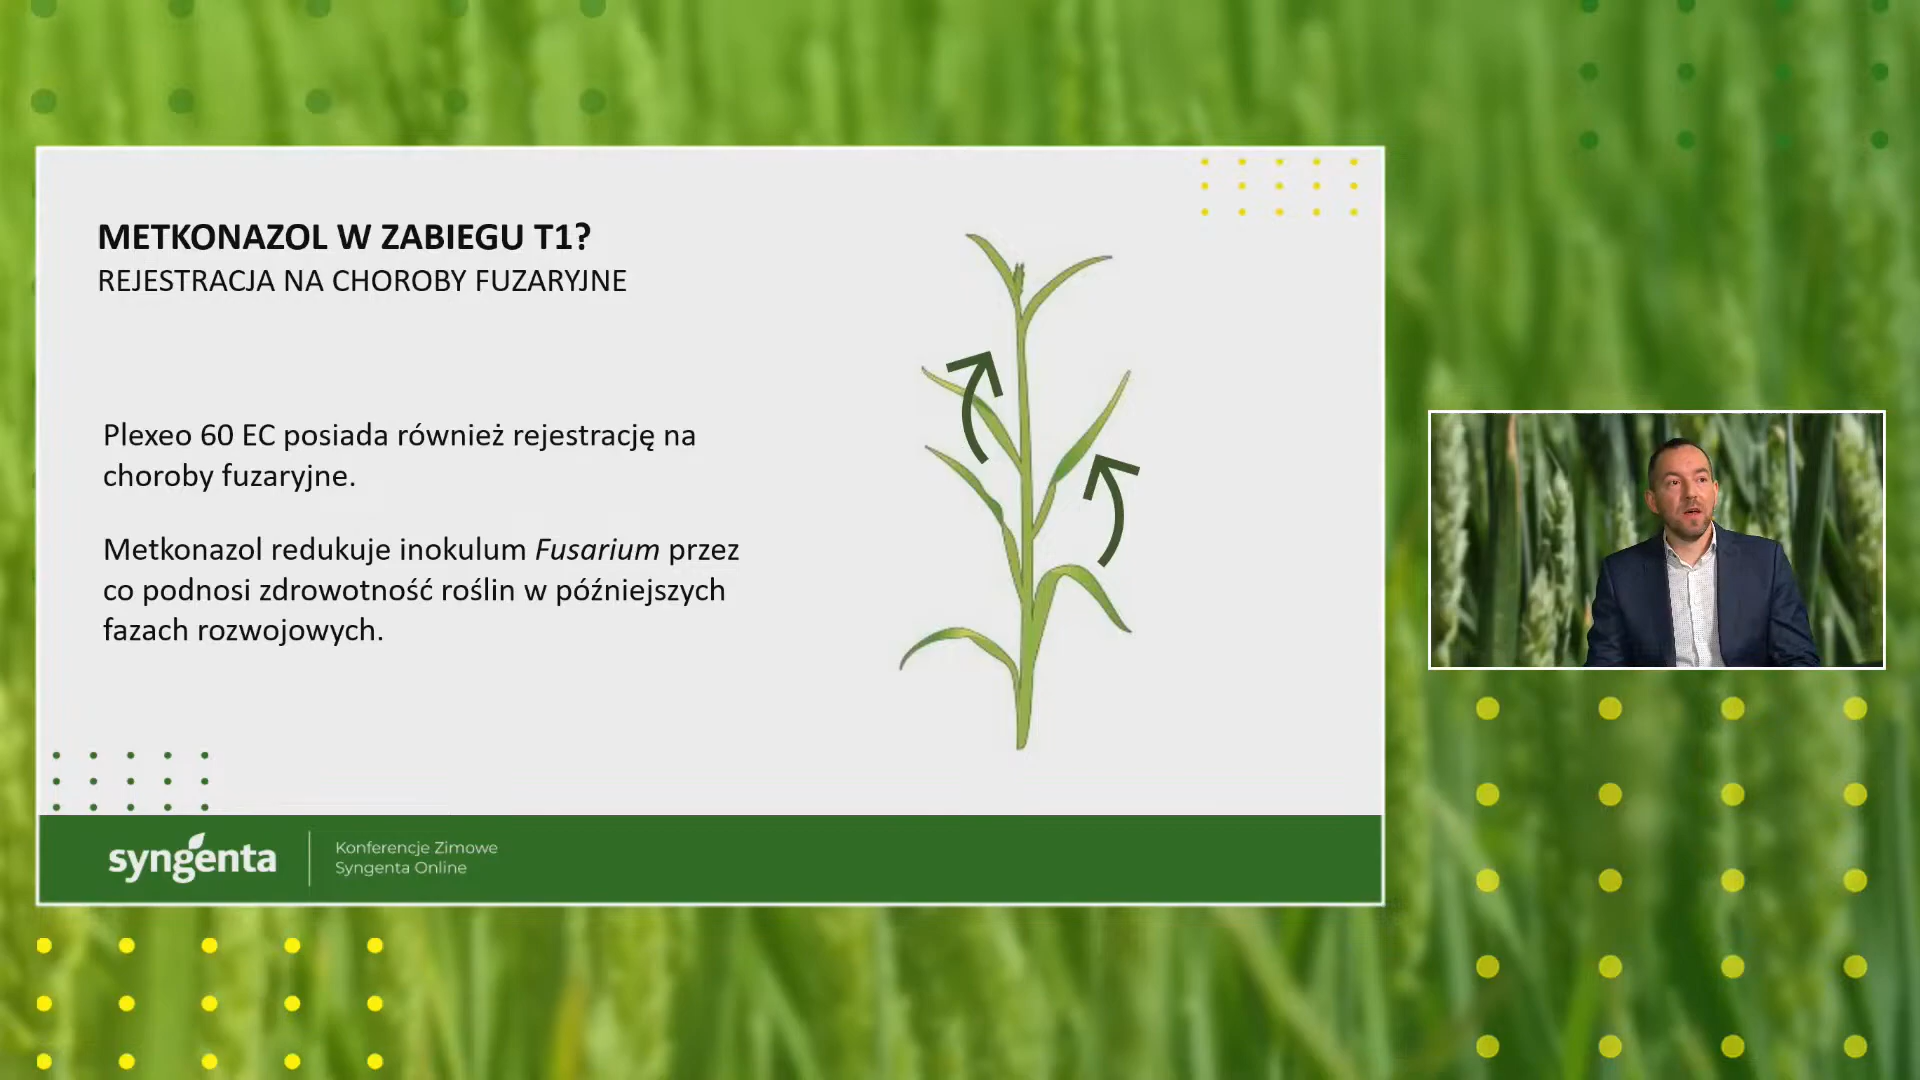 METKONAZOL W ZABIEGU T1?
REJESTRACJA NA CHOROBY FUZARYJNE
Plexeo 60 EC posiada również rejestrację na
choroby fuzaryjne.
Metkonazol redukuje inokulum Fusarium przez
co podnosi zdrowotność roślin w późniejszych
fazach rozwojowych.
syngenta
Konferencje Zimowe
Syngenta Online